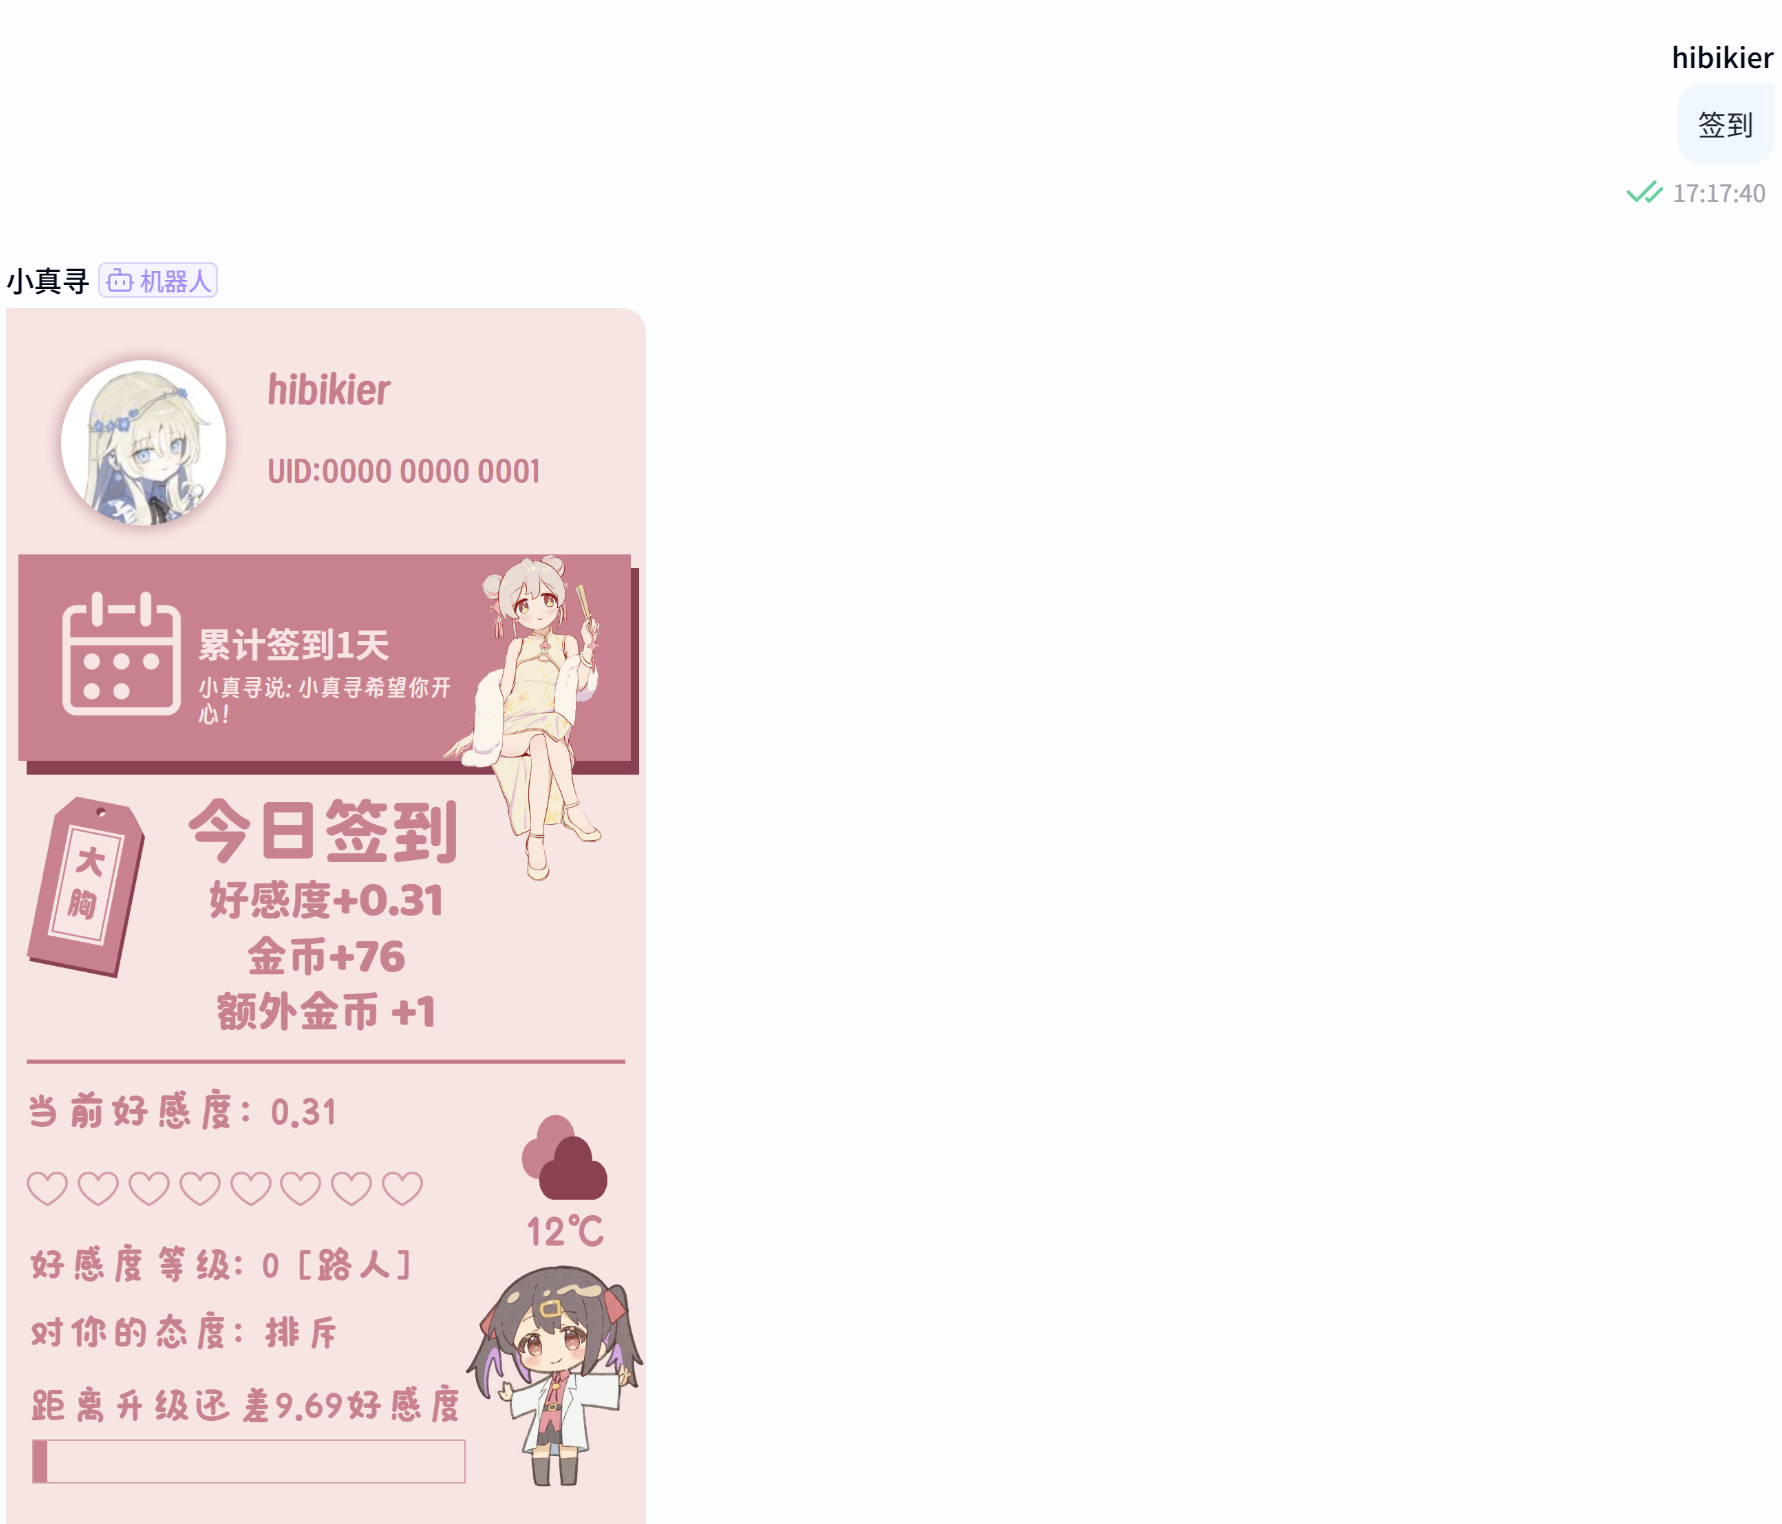 hibikier
签到
17:17:40
小真寻 机器人
hibikier
UID:0000 0000 0001
累计签到1天
小真寻说: 小真寻希望你开
心!
大
胸
今日签到
好感度+0.31
金币+76
额外金币 +1
当前好感度: 0.31
12℃
好感度等级: 0 [路人]
对你的态度: 排斥
距离升级还差9.69好感度